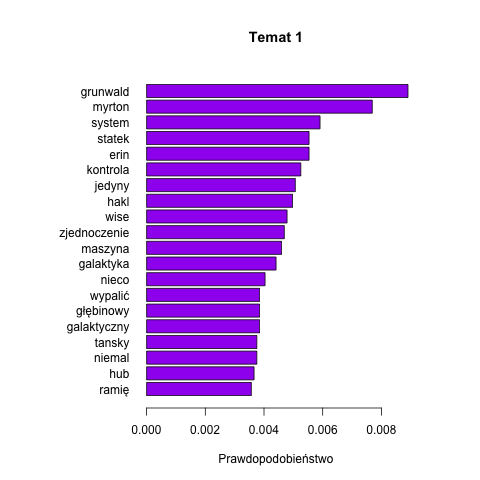 Temat 1
grunwald
myrton
system
statek
erin
kontrola
jedyny
hakl
wise
zjednoczenie
maszyna
galaktyka
nieco
wypalić
głębinowy
galaktyczny
tansky
niemal
hub
ramię
0.000 0.002 0.004 0.006 0.008
Prawdopodobieństwo